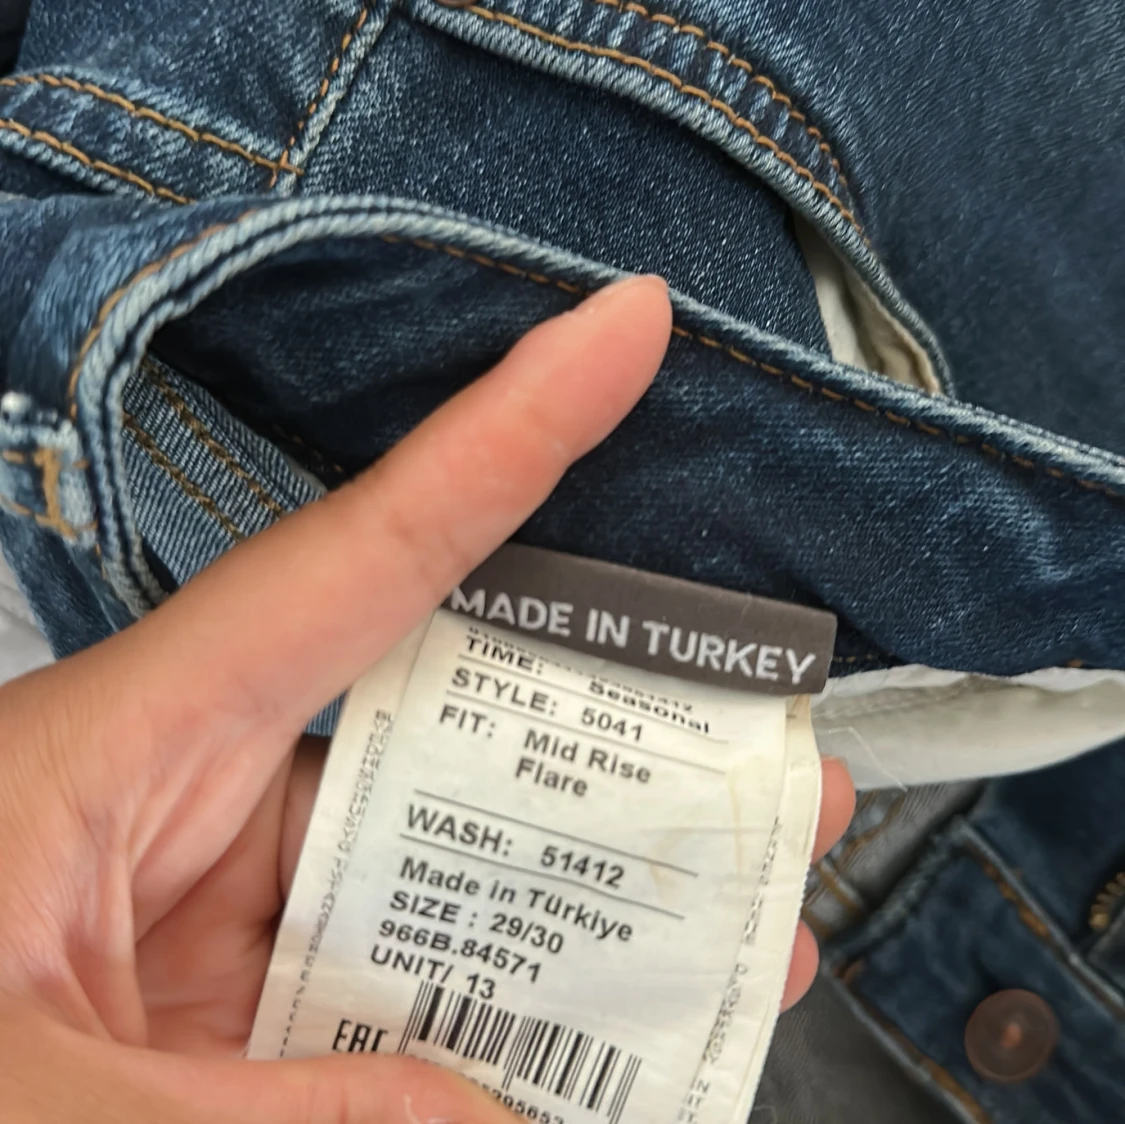 MADE IN TURKEY
TIME: Seasonal
STYLE: 5041
FIT: Mid Rise
Flare
WASH: 51412
Made in Türkiye
SIZE : 29/30
966B.84571
UNIT/ 13
EAC